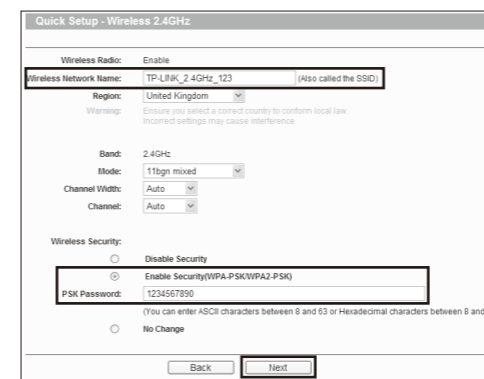 Quick Setup - Wireless 2.4GHz
Wireless Radio: Enable
Wireless Network Name: TP-LINK_2.4GHz_123 (Also called the SSID)
Region: United Kingdom
Warning: Ensure you select a correct country to conform local law.
Incorrect settings may cause interference.
Band: 2.4GHz
Mode: 11bgn mixed
Channel Width: Auto
Channel: Auto
Wireless Security:
Disable Security
Enable Security(WPA-PSK/WPA2-PSK)
PSK Password: 1234567890
(You can enter ASCII characters between 8 and 63 or Hexadecimal characters between 8 and
No Change
Back Next